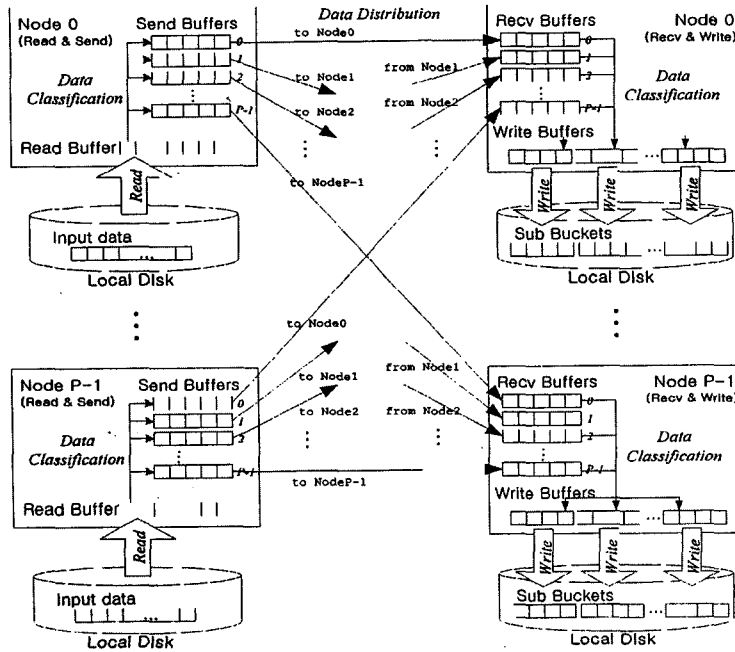 Data Distribution
Node 0
(Read & Send)
Send Buffers
0
1
2
P-1
Data
Classification
Read Buffer
Read
Input data
...
Local Disk
to Node0
to Node1
to Node2
to NodeP-1
from Node1
from Node2
Recv Buffers
0
1
2
P-1
Node 0
(Recv & Write)
Data
Classification
Write Buffers
...
Write
Write
Write
Sub Buckets
...
Local Disk
Node P-1
(Read & Send)
Send Buffers
0
1
2
P-1
Data
Classification
Read Buffer
Read
Input data
...
Local Disk
to Node0
to Node1
to Node2
to NodeP-1
from Node1
from Node2
Recv Buffers
0
1
2
P-1
Node P-1
(Recv & Write)
Data
Classification
Write Buffers
...
Write
Write
Write
Sub Buckets
...
Local Disk